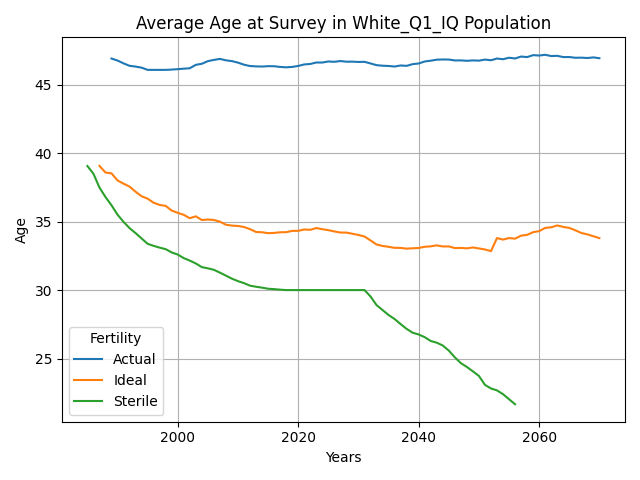 Average Age at Survey in White_Q1_IQ Population
Age
45
40
35
30
25
Fertility
Actual
Ideal
Sterile
2000
2020
2040
2060
Years